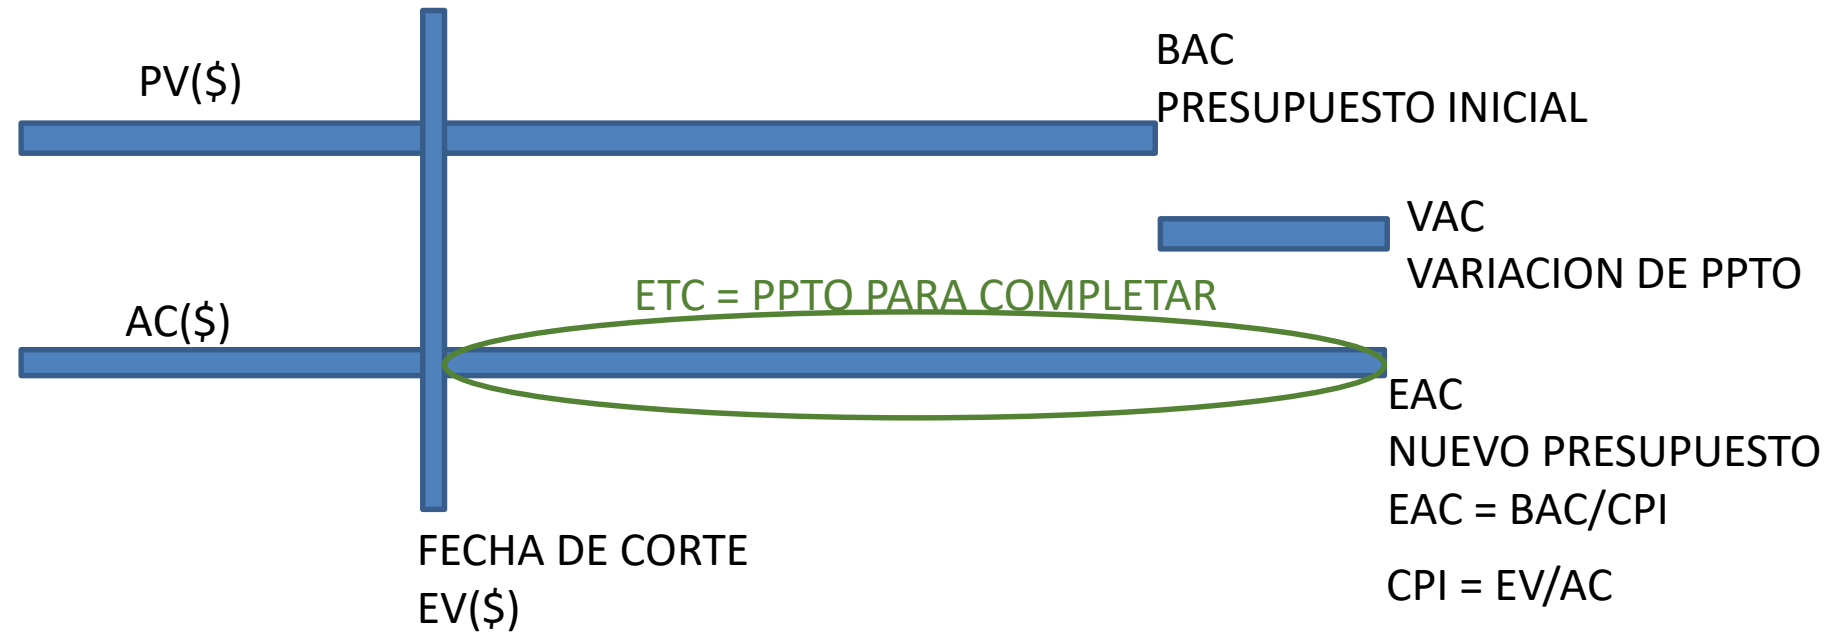 PV($)
BAC
PRESUPUESTO INICIAL
VAC
VARIACION DE PPTO
ETC = PPTO PARA COMPLETAR
AC($)
EAC
NUEVO PRESUPUESTO
EAC = BAC/CPI
CPI = EV/AC
FECHA DE CORTE
EV($)